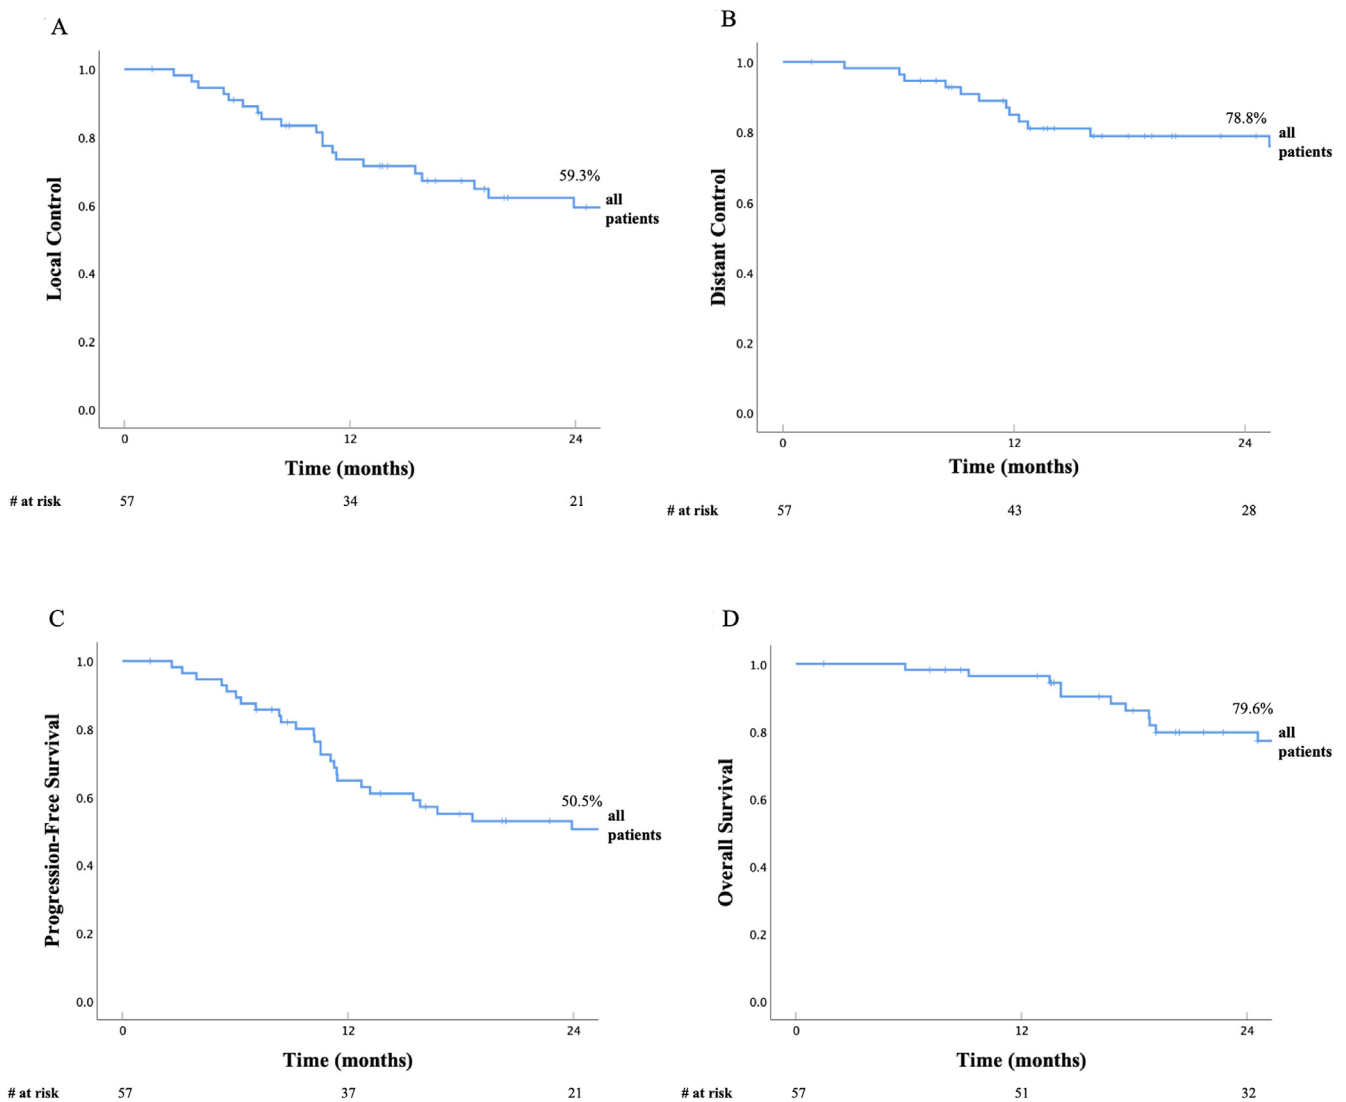 A
Local Control
1.0
0.8
0.6
0.4
0.2
0.0
59.3%
all
patients
0 12 24
Time (months)
# at risk 57 34 21
B
Distant Control
1.0
0.8
0.6
0.4
0.2
0.0
78.8%
all
patients
0 12 24
Time (months)
# at risk 57 43 28
C
Progression-Free Survival
1.0
0.8
0.6
0.4
0.2
0.0
50.5%
all
patients
0 12 24
Time (months)
# at risk 57 37 21
D
Overall Survival
1.0
0.8
0.6
0.4
0.2
0.0
79.6%
all
patients
0 12 24
Time (months)
# at risk 57 51 32